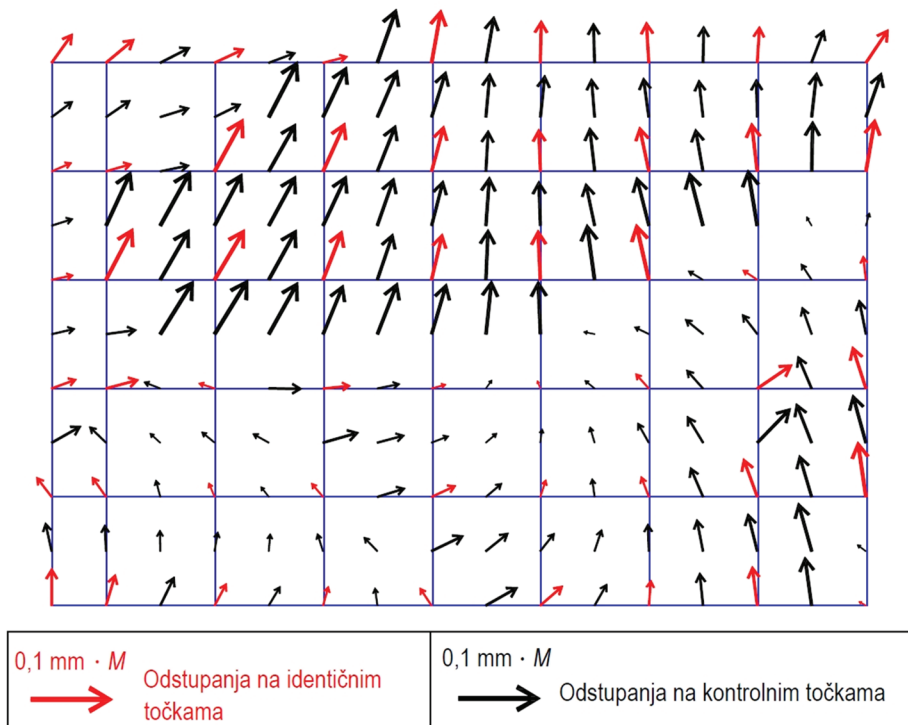 0,1 mm · M
Odstupanja na identičnim
točkama
0,1 mm · M
Odstupanja na kontrolnim točkama